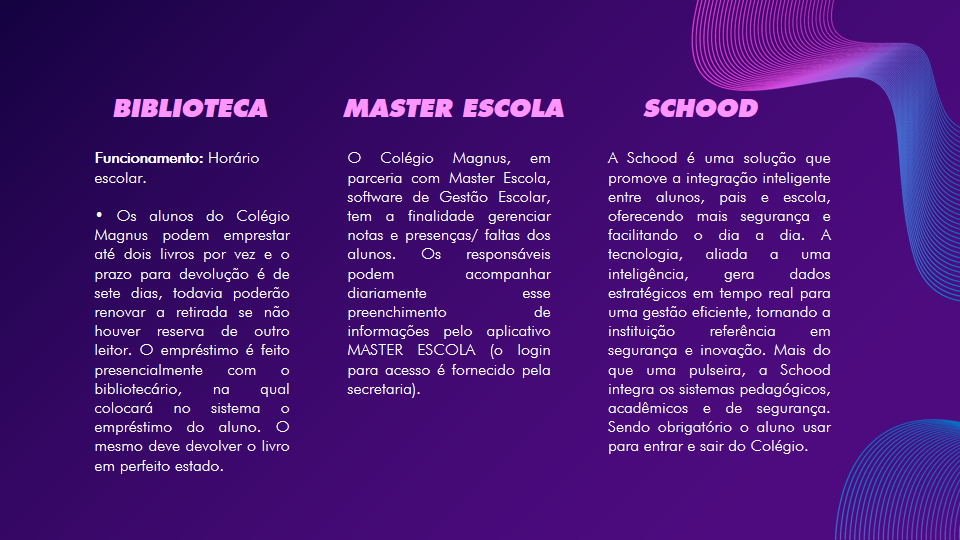 BIBLIOTECA
Funcionamento: Horário
escolar.
• Os alunos do Colégio
Magnus podem emprestar
até dois livros por vez e o
prazo para devolução é de
sete dias, todavia poderão
renovar a retirada se não
houver reserva de outro
leitor. O empréstimo é feito
presencialmente com o
bibliotecário, na qual
colocará no sistema o
empréstimo do aluno. O
mesmo deve devolver o livro
em perfeito estado.
MASTER ESCOLA
O Colégio Magnus, em
parceria com Master Escola,
software de Gestão Escolar,
tem a finalidade gerenciar
notas e presenças/ faltas dos
alunos. Os responsáveis
podem acompanhar
diariamente esse
preenchimento de
informações pelo aplicativo
MASTER ESCOLA (o login
para acesso é fornecido pela
secretaria).
SCHOOD
A Schood é uma solução que
promove a integração inteligente
entre alunos, pais e escola,
oferecendo mais segurança e
facilitando o dia a dia. A
tecnologia, aliada a uma
inteligência, gera dados
estratégicos em tempo real para
uma gestão eficiente, tornando a
instituição referência em
segurança e inovação. Mais do
que uma pulseira, a Schood
integra os sistemas pedagógicos,
acadêmicos e de segurança.
Sendo obrigatório o aluno usar
para entrar e sair do Colégio.